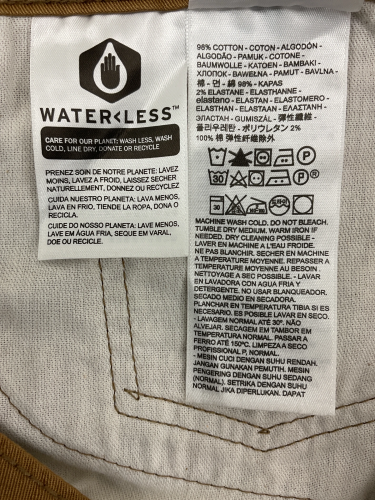 WATER<LESS™
CARE FOR OUR PLANET: WASH LESS, WASH
COLD, LINE DRY, DONATE OR RECYCLE
PRENEZ SOIN DE NOTRE PLANETE: LAVEZ
MOINS, LAVEZ A FROID, LAISSEZ SECHER
NATURELLEMENT, DONNEZ OU RECYCLEZ
CUIDA NUESTRO PLANETA: LAVA MENOS,
LAVA EN FRIO, TIENDE LA ROPA, DONA O
RECICLA.
CUIDE DO NOSSO PLANETA: LAVE MENOS,
LAVE EM ÁGUA FRIA, SEQUE EM VARAL,
DOE OU RECICLE.
98% COTTON - COTON - ALGODÓN -
ALGODÃO - PAMUK - COTONE -
BAUMWOLLE - KATOEN - BAMBAKI -
ХЛОПОК - BAWEŁNA - PAMUT - BAVLNA -
棉 - 면 - 綿 98% - KAPAS
2% ELASTANE - ELASTHANNE -
elastano - ELASTAN - ELASTOMERO -
ELASTHAN - ELASTAAN - EΛAΣTANH -
ЭЛАСТАН - GUMISZÁL - 弹性纖維 -
폴리우레탄 - ポリウレタン 2%
100% 棉 弹性纖維除外
30
P
30
P
MACHINE WASH COLD. DO NOT BLEACH.
TUMBLE DRY MEDIUM. WARM IRON IF
NEEDED. DRY CLEANING POSSIBLE -
LAVER EN MACHINE A L'EAU FROIDE.
NE PAS BLANCHIR. SECHER EN MACHINE
A TEMPERATURE MOYENNE. REPASSER A
TEMPERATURE MOYENNE AU BESOIN.
NETTOYAGE A SEC POSSIBLE. - LAVAR
EN LAVADORA CON AGUA FRIA Y
DETERGENTE. NO USAR BLANQUEADOR.
SECADO MEDIO EN SECADORA.
PLANCHAR EN TEMPERATURA TIBIA SI ES
NECESARIO. ES POSIBLE LAVAR EN SECO.
- LAVAGEM NORMAL ATÉ 30°. NÃO
ALVEJAR. SECAGEM EM TAMBOR EM
TEMPERATURA NORMAL. PASSAR A
FERRO ATÉ 150°C. LIMPEZA A SECO
PROFISSIONAL P, NORMAL.
- MESIN CUCI DENGAN SUHU RENDAH.
JANGAN GUNAKAN PEMUTIH. MESIN
PENGERING DENGAN SUHU SEDANG
(NORMAL). SETRIKA DENGAN SUHU
NORMAL JIKA DIPERLUKAN. DAPAT